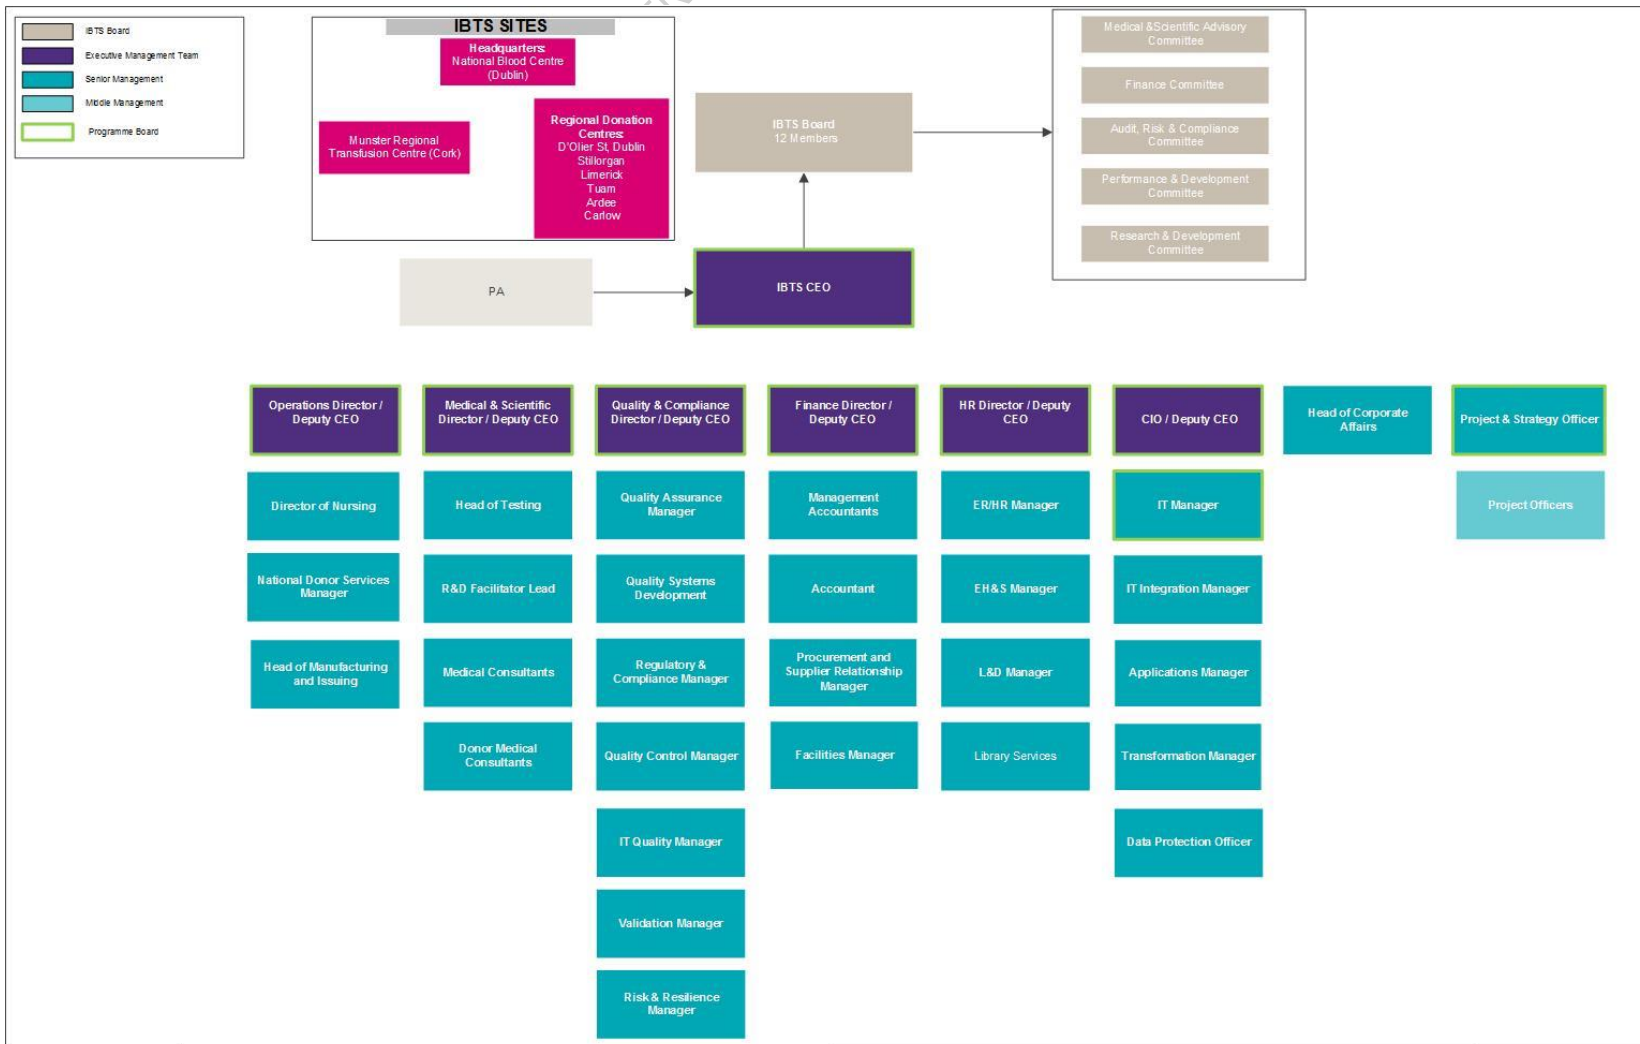 IBTS Board
Executive Management Team
Senior Management
Middle Management
Programme Board
IBTS SITES
Headquarters:
National Blood Centre
(Dublin)
Munster Regional
Transfusion Centre (Cork)
Regional Donation
Centres:
D'Olier St, Dublin
Stillorgan
Limerick
Tuam
Ardee
Carlow
IBTS Board
12 Members
Medical &Scientific Advisory
Committee
Finance Committee
Audit, Risk & Compliance
Committee
Performance & Development
Committee
Research & Development
Committee
PA
IBTS CEO
Operations Director /
Deputy CEO
Medical & Scientific
Director / Deputy CEO
Quality & Compliance
Director / Deputy CEO
Finance Director /
Deputy CEO
HR Director / Deputy
CEO
CIO / Deputy CEO
Head of Corporate
Affairs
Project & Strategy Officer
Director of Nursing
Head of Testing
Quality Assurance
Manager
Management
Accountants
ER/HR Manager
IT Manager
Project Officers
National Donor Services
Manager
R&D Facilitator Lead
Quality Systems
Development
Accountant
EH&S Manager
IT Integration Manager
Head of Manufacturing
and Issuing
Medical Consultants
Regulatory &
Compliance Manager
Procurement and
Supplier Relationship
Manager
L&D Manager
Applications Manager
Donor Medical
Consultants
Quality Control Manager
Facilities Manager
Library Services
Transformation Manager
IT Quality Manager
Data Protection Officer
Validation Manager
Risk & Resilience
Manager